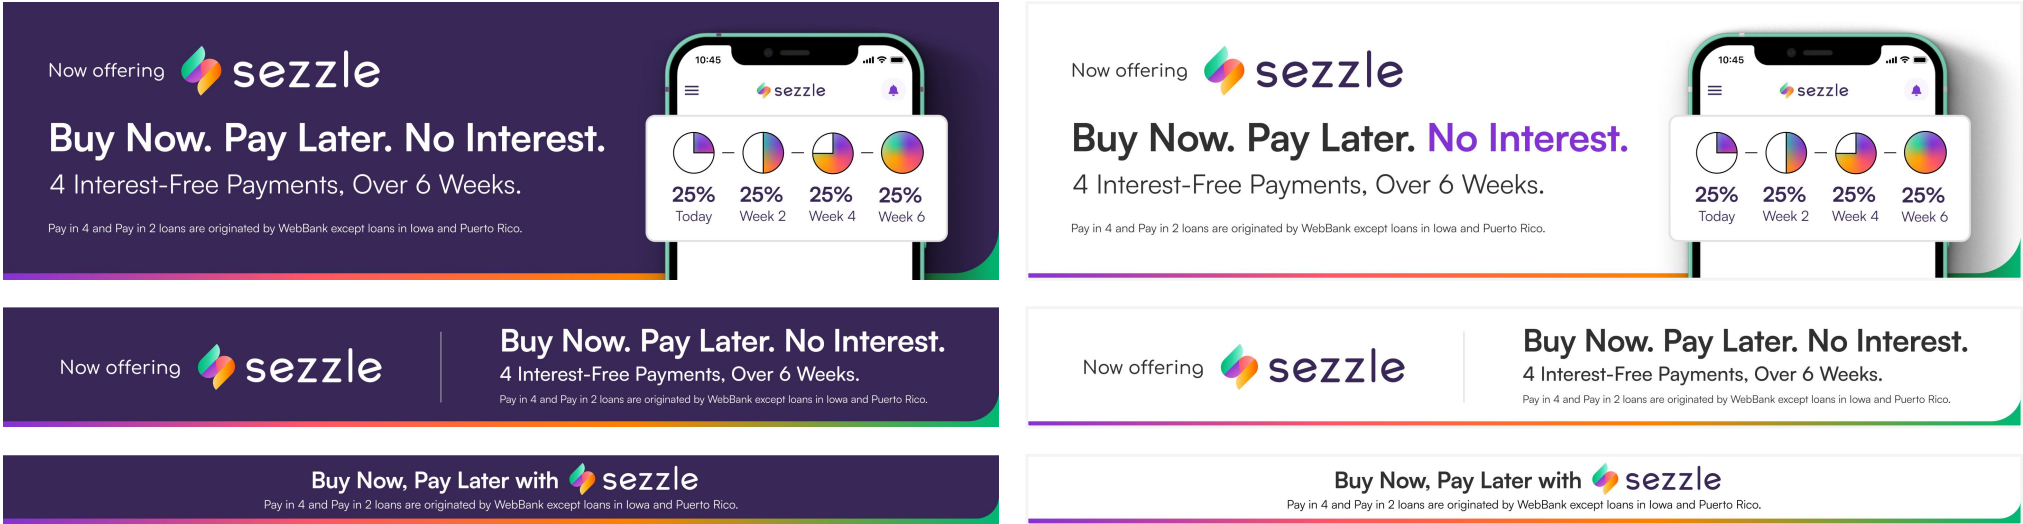 Now offering sezzle
Buy Now. Pay Later. No Interest.
4 Interest-Free Payments, Over 6 Weeks.
Pay in 4 and Pay in 2 loans are originated by WebBank except loans in Iowa and Puerto Rico.
10:45
sezzle
25% 25% 25% 25%
Today Week 2 Week 4 Week 6
Now offering sezzle
Buy Now. Pay Later. No Interest.
4 Interest-Free Payments, Over 6 Weeks.
Pay in 4 and Pay in 2 loans are originated by WebBank except loans in Iowa and Puerto Rico.
10:45
sezzle
25% 25% 25% 25%
Today Week 2 Week 4 Week 6
Now offering sezzle
Buy Now. Pay Later. No Interest.
4 Interest-Free Payments, Over 6 Weeks.
Pay in 4 and Pay in 2 loans are originated by WebBank except loans in Iowa and Puerto Rico.
Now offering sezzle
Buy Now. Pay Later. No Interest.
4 Interest-Free Payments, Over 6 Weeks.
Pay in 4 and Pay in 2 loans are originated by WebBank except loans in Iowa and Puerto Rico.
Buy Now, Pay Later with sezzle
Pay in 4 and Pay in 2 loans are originated by WebBank except loans in Iowa and Puerto Rico.
Buy Now, Pay Later with sezzle
Pay in 4 and Pay in 2 loans are originated by WebBank except loans in Iowa and Puerto Rico.